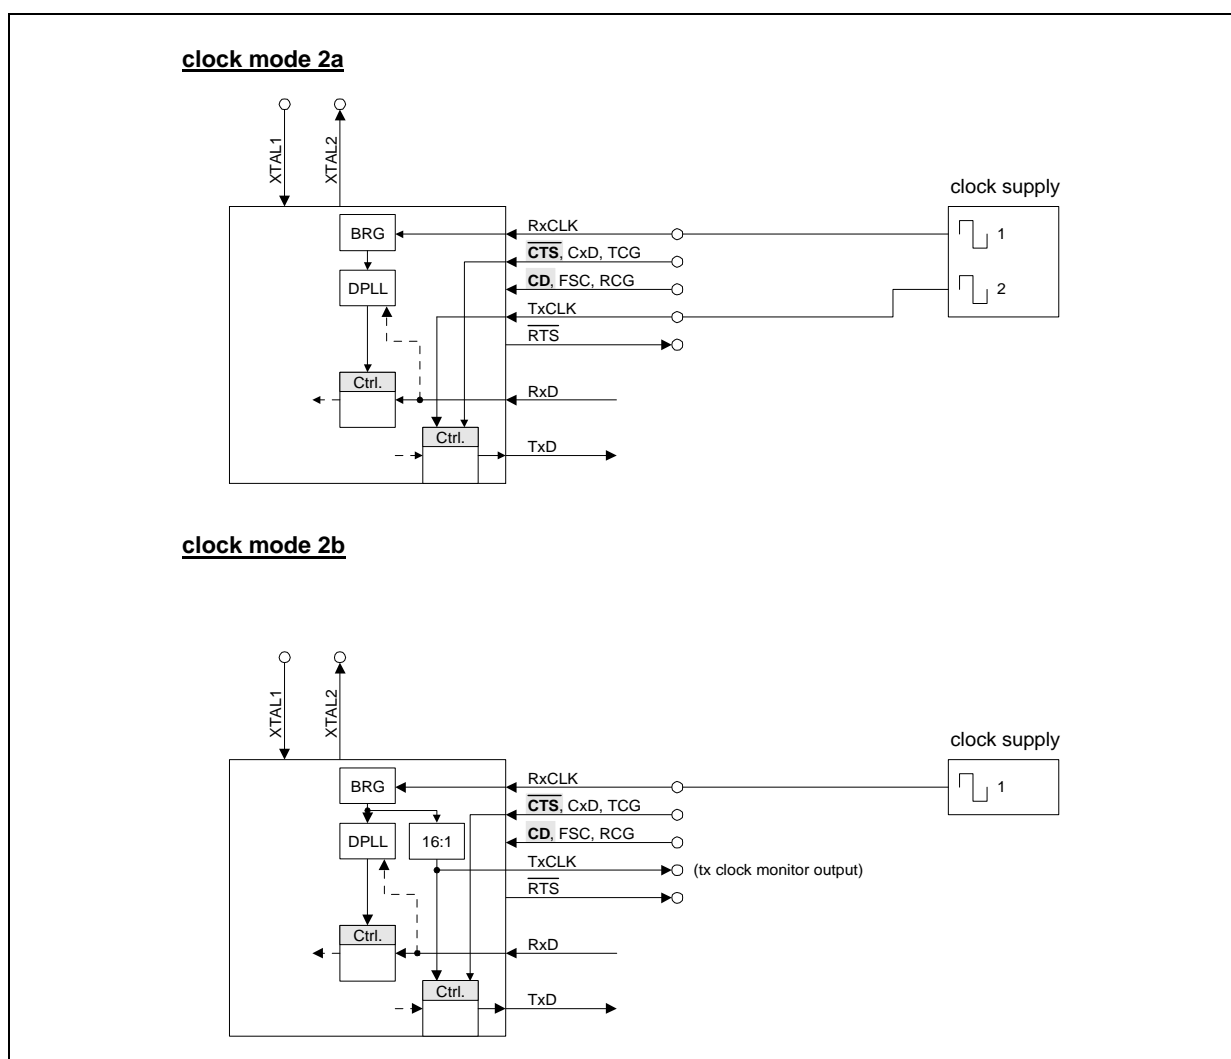 clock mode 2a
XTAL1
XTAL2
clock supply
BRG
RxCLK
1
CTS, CxD, TCG
DPLL
CD, FSC, RCG
2
TxCLK
RTS
Ctrl.
RxD
Ctrl.
TxD
clock mode 2b
XTAL1
XTAL2
clock supply
BRG
RxCLK
1
CTS, CxD, TCG
DPLL
16:1
CD, FSC, RCG
TxCLK
(tx clock monitor output)
RTS
Ctrl.
RxD
Ctrl.
TxD